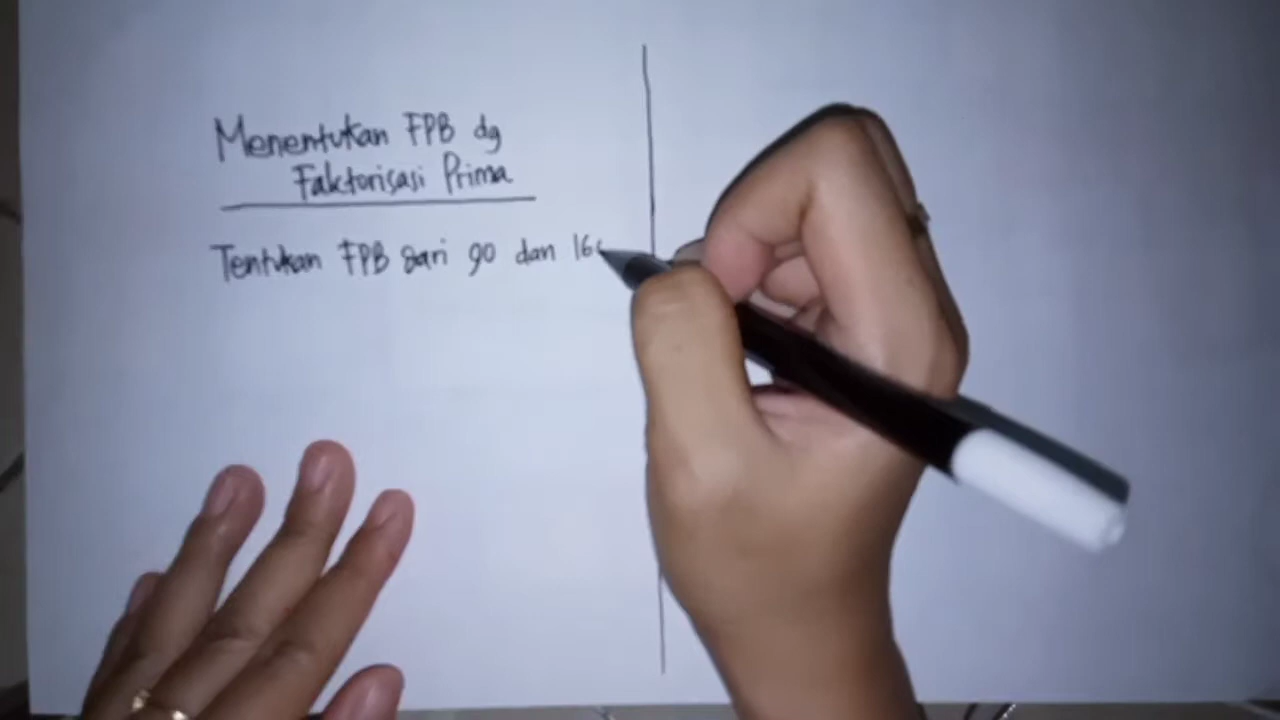 Menentukan FPB dg
Faktorisasi Prima
Tentukan FPB dari 90 dan